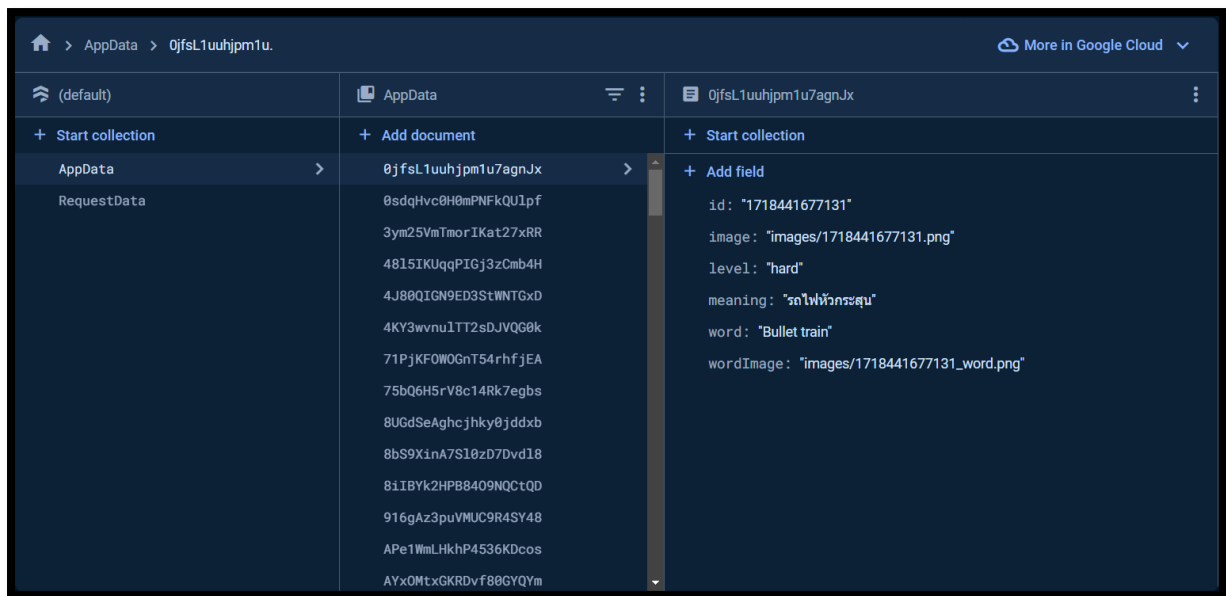 AppData > 0jfsL1uuhjpm1u.
More in Google Cloud
(default)
AppData
0jfsL1uuhjpm1u7agnJx
+ Start collection
+ Add document
+ Start collection
AppData
RequestData
0jfsL1uuhjpm1u7agnJx
0sdqHvc0H0mPNFkQUlpf
3ym25VmTmorIKat27xRR
48l5IKUqqPIGj3zCmb4H
4J80QIGN9ED3StWNTGxD
4KY3wvnulTT2sDJVQG0k
71PjKFOWOGnT54rhfjEA
75bQ6H5rV8c14Rk7egbs
8UGdSeAghcjhky0jddxb
8bS9XinA7Sl0zD7Dvdl8
8iIBYk2HPB84O9NQCtQD
916gAz3puVMUC9R4SY48
APe1WmLHkhP4536KDcos
AYxOMtxGKRDvf80GYQYm
+ Add field
id: "1718441677131"
image: "images/1718441677131.png"
level: "hard"
meaning: "รถไฟหัวกระสุน"
word: "Bullet train"
wordImage: "images/1718441677131_word.png"